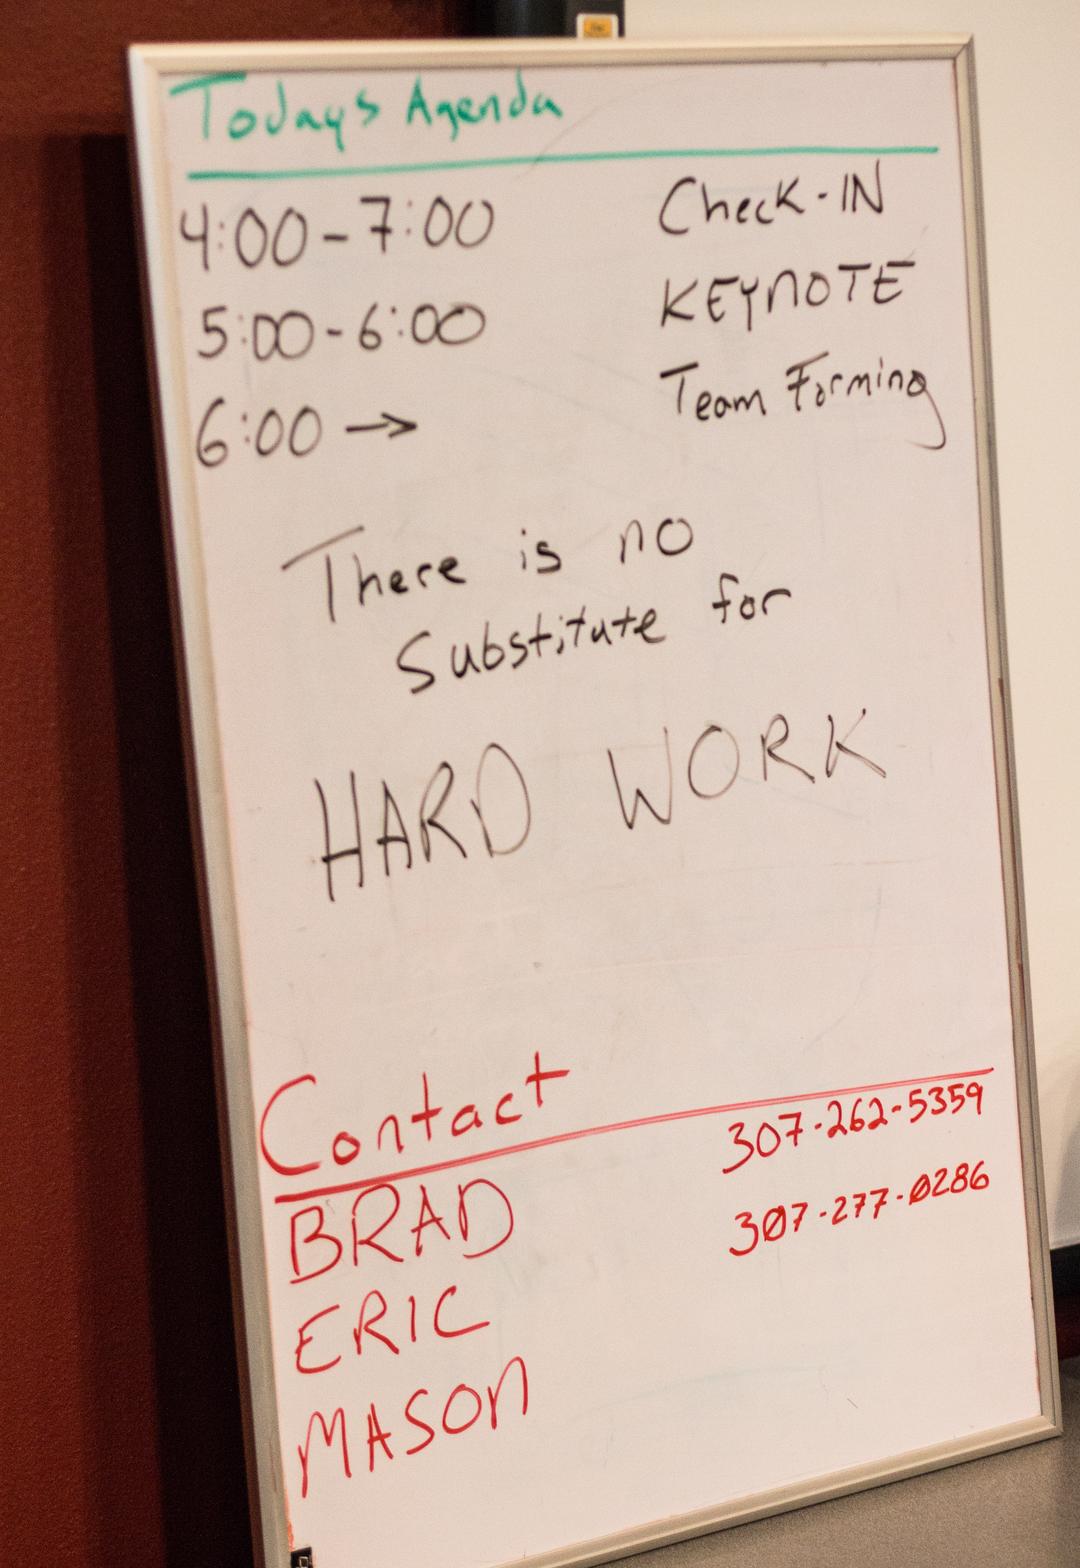 Todays Agenda
4:00-7:00 Check-IN
5:00-6:00 KEYNOTE
6:00 → Team Forming
There is no
Substitute for
HARD WORK
Contact
BRAD 307-262-5359
ERIC 307-277-0286
MASON